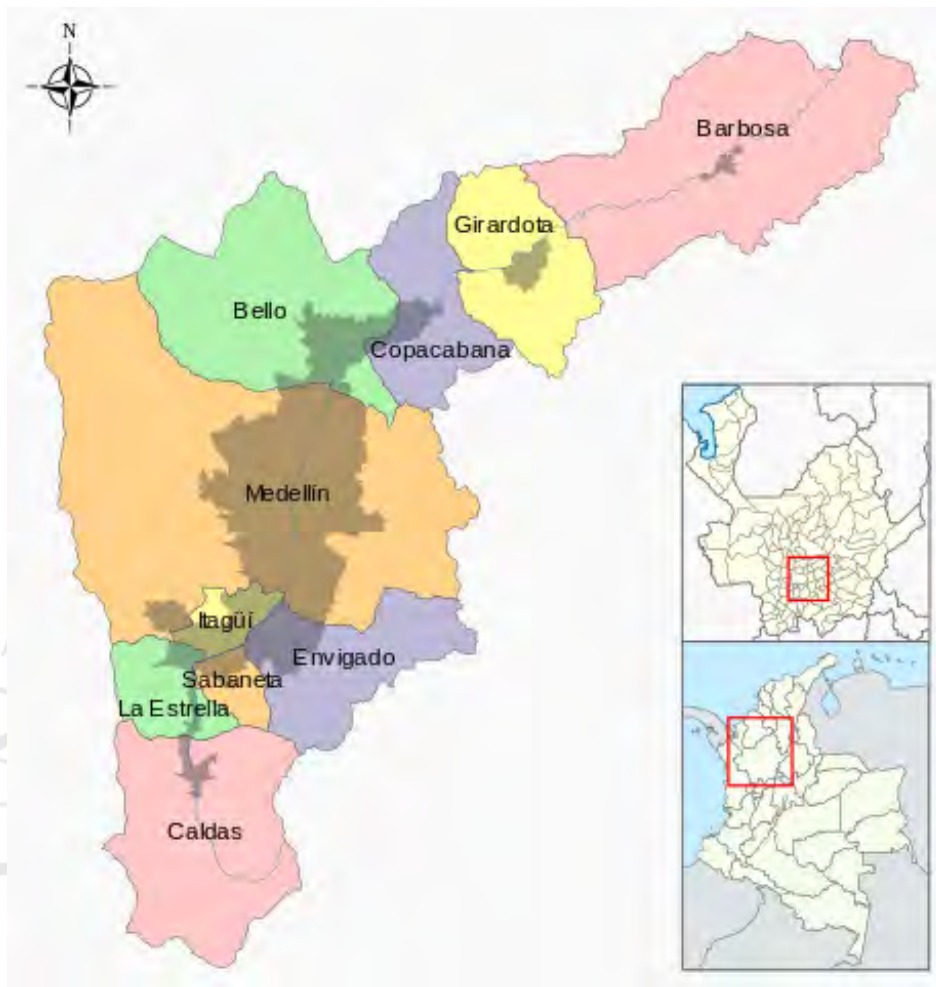 N
Barbosa
Girardota
Bello
Copacabana
Medellín
Itagüí
Envigado
Sabaneta
La Estrella
Caldas